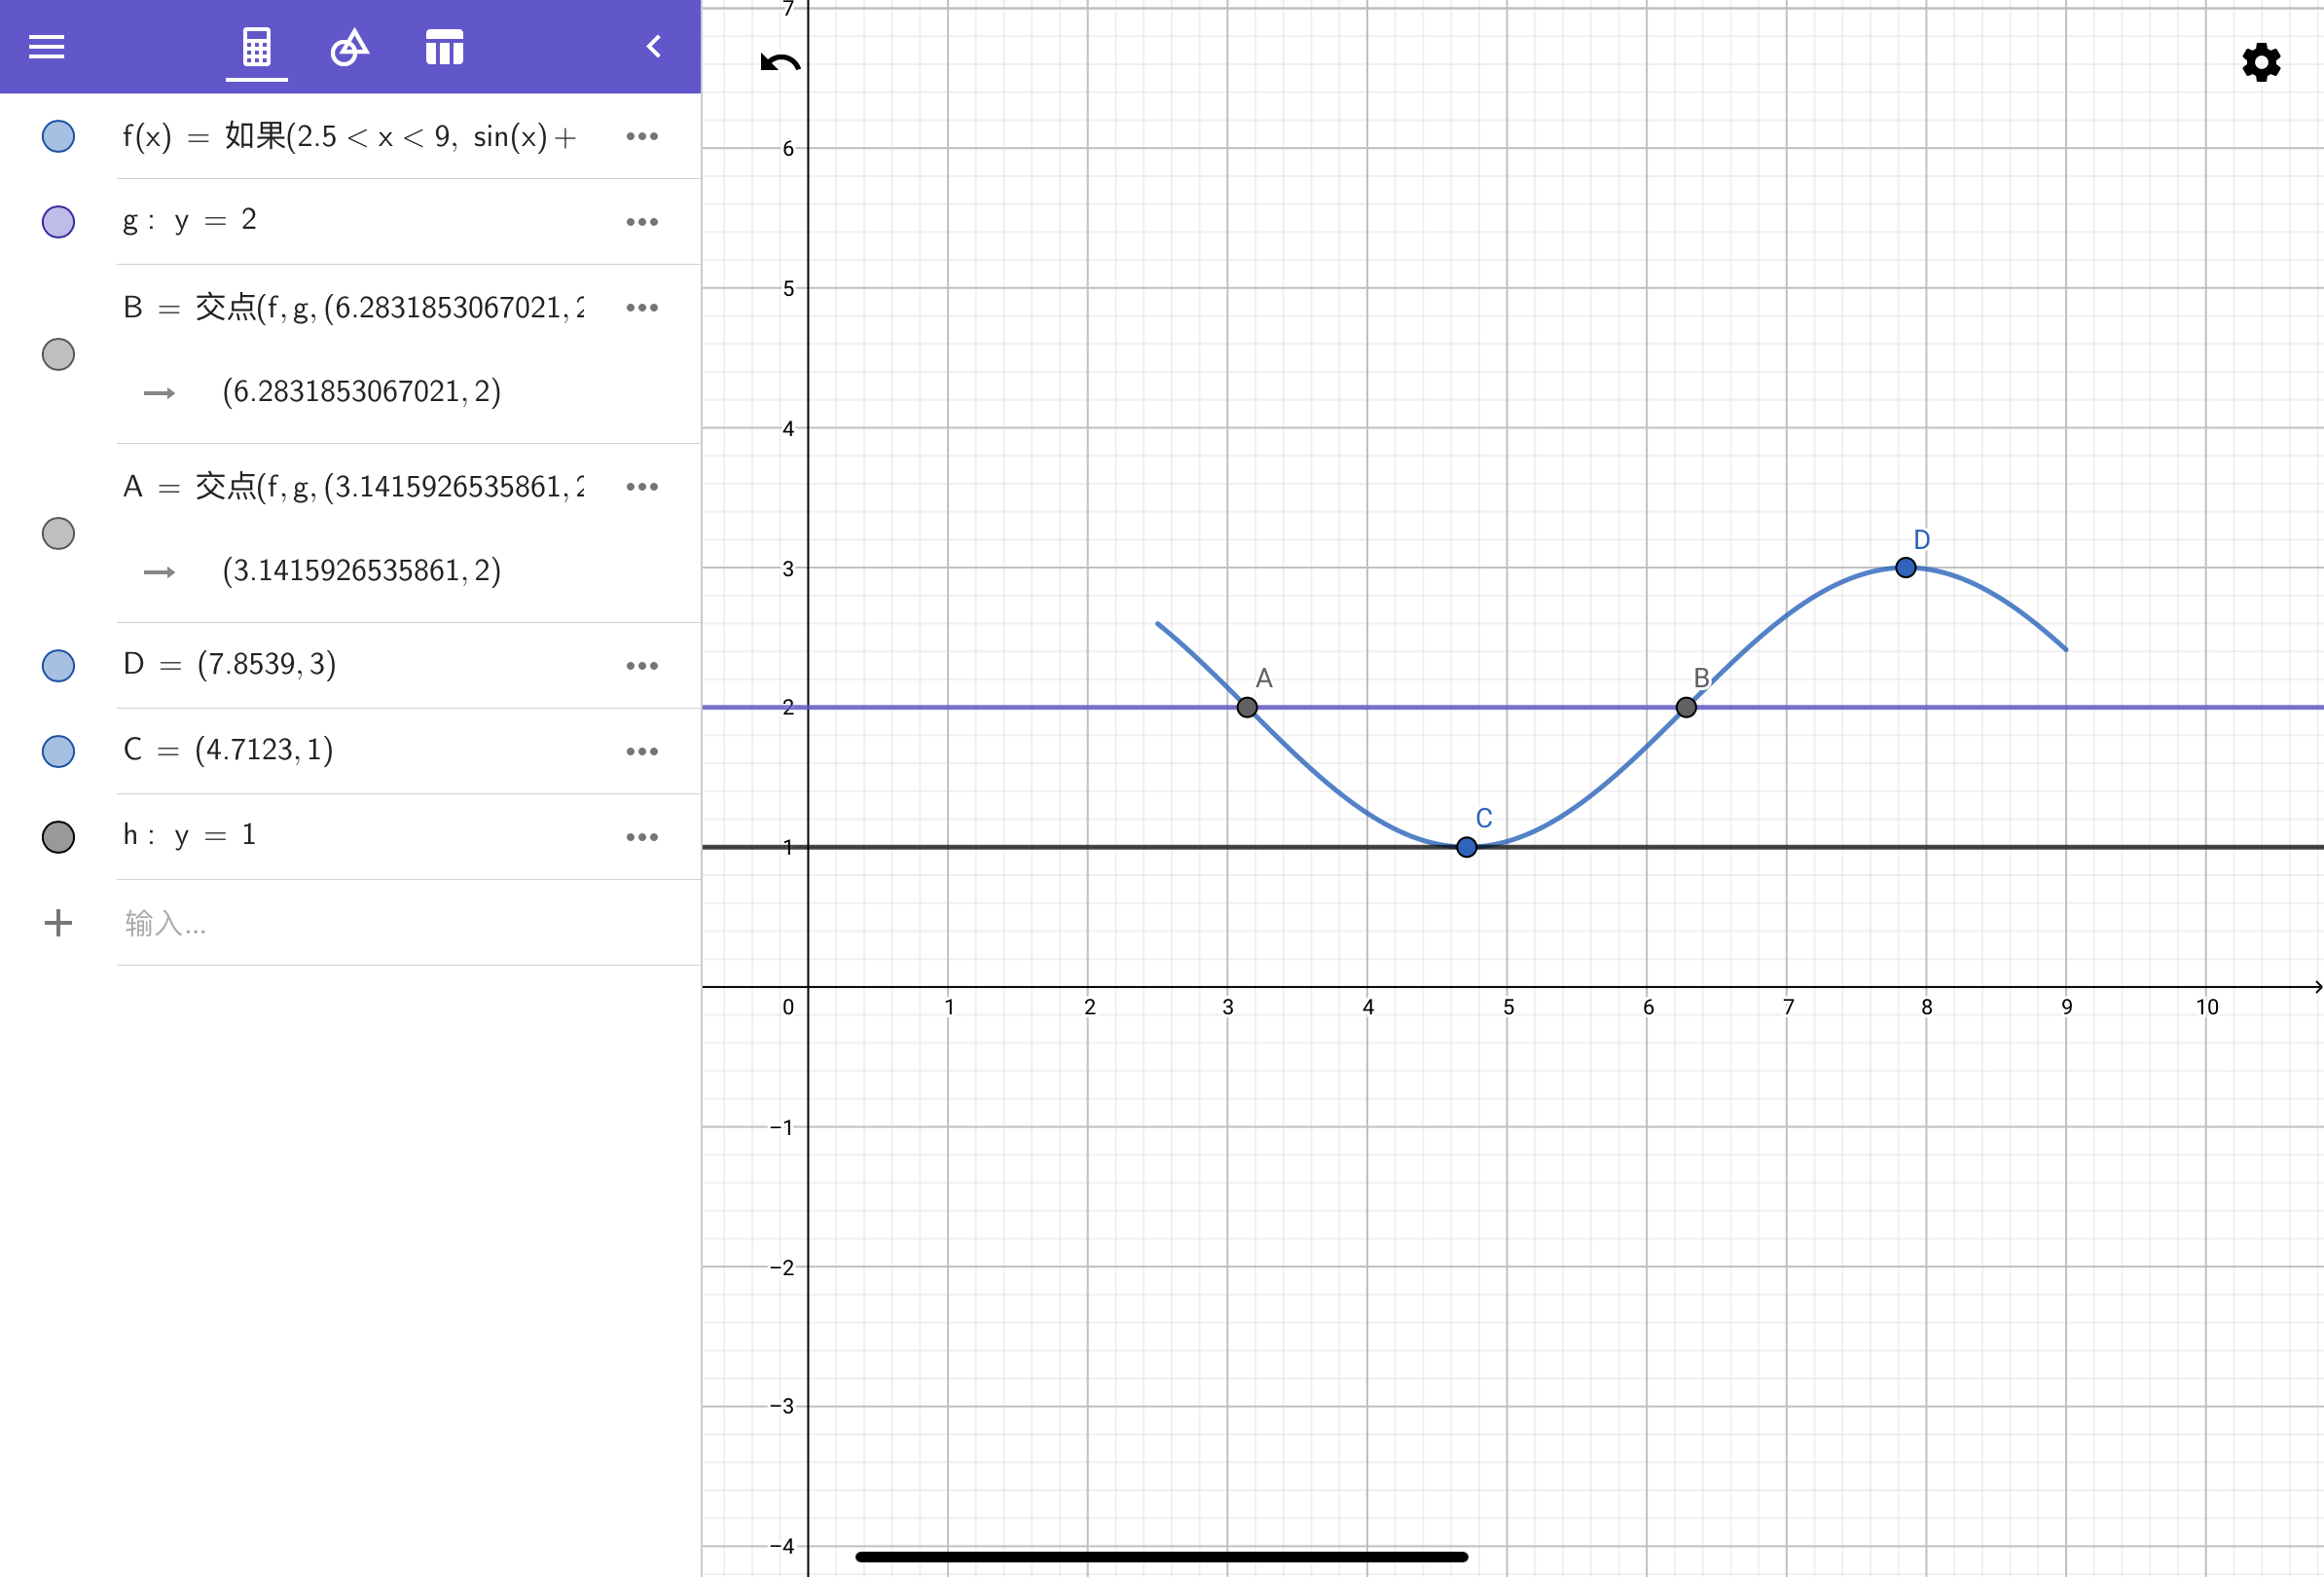 f(x) = 如果(2.5 < x < 9, sin(x)+
g: y = 2
B = 交点(f, g, (6.2831853067021, 2
→ (6.2831853067021, 2)
A = 交点(f, g, (3.1415926535861, 2
→ (3.1415926535861, 2)
D = (7.8539, 3)
C = (4.7123, 1)
h: y = 1
+ 输入...
7
6
5
4
3
2
1
D
A
B
C
0 1 2 3 4 5 6 7 8 9 10
−1
−2
−3
−4